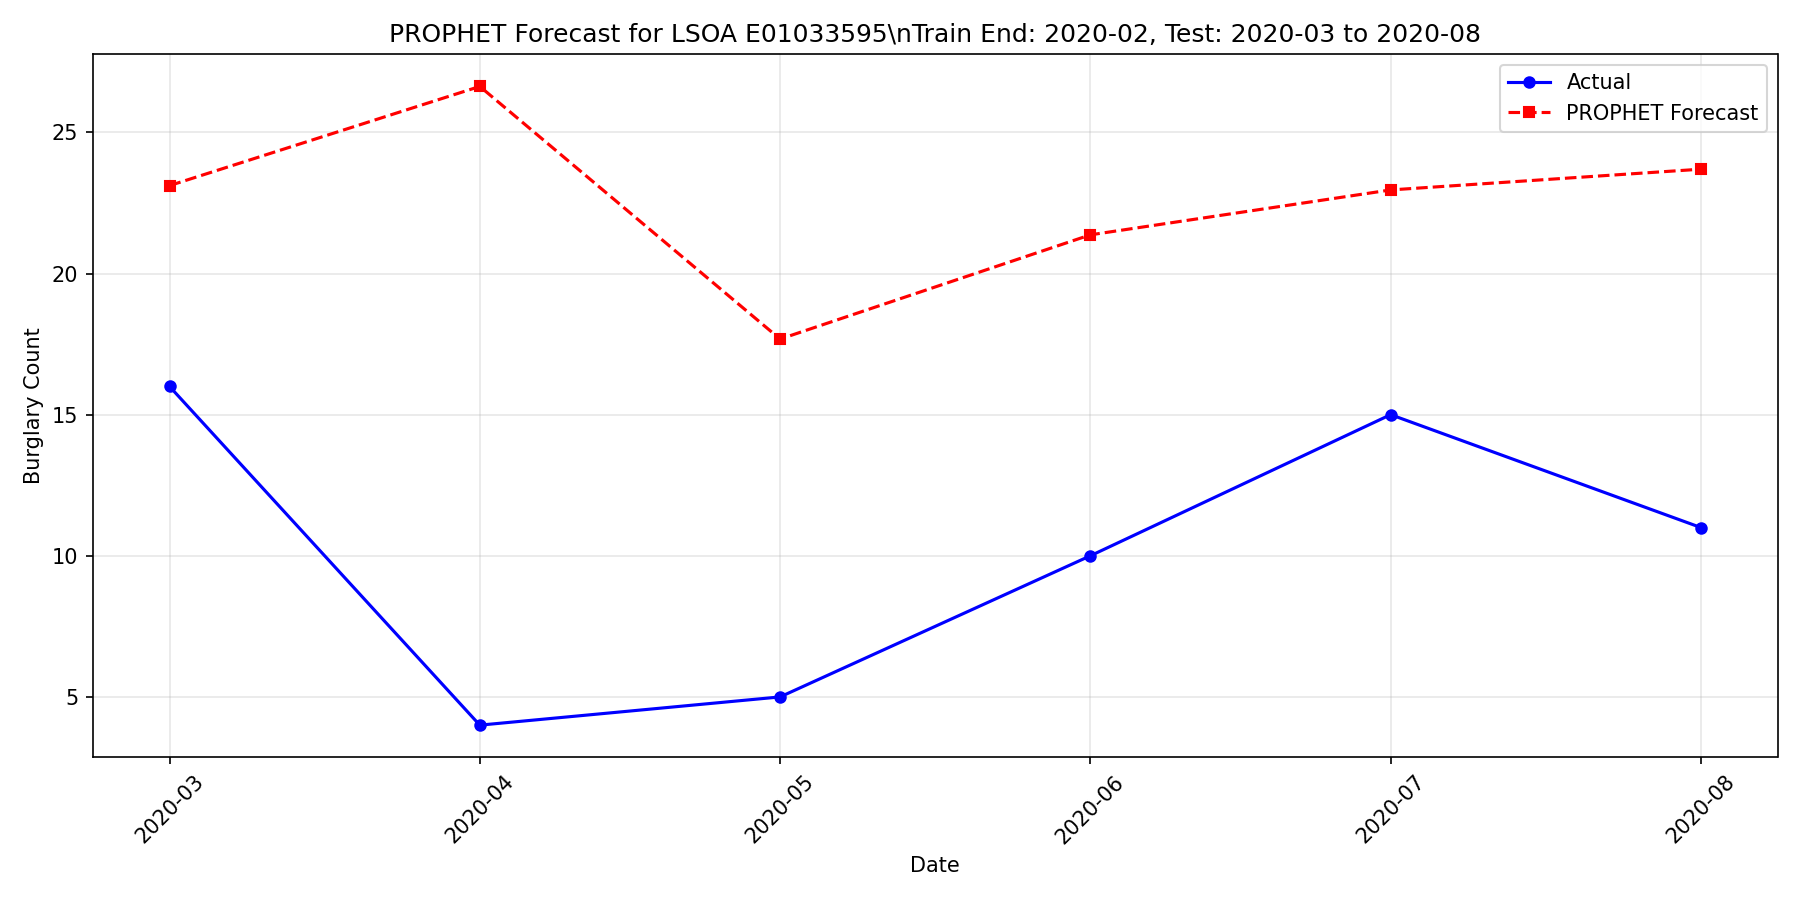 PROPHET Forecast for LSOA E01033595\nTrain End: 2020-02, Test: 2020-03 to 2020-08
Actual
PROPHET Forecast
Burglary Count
25
20
15
10
5
2020-03
2020-04
2020-05
2020-06
2020-07
2020-08
Date